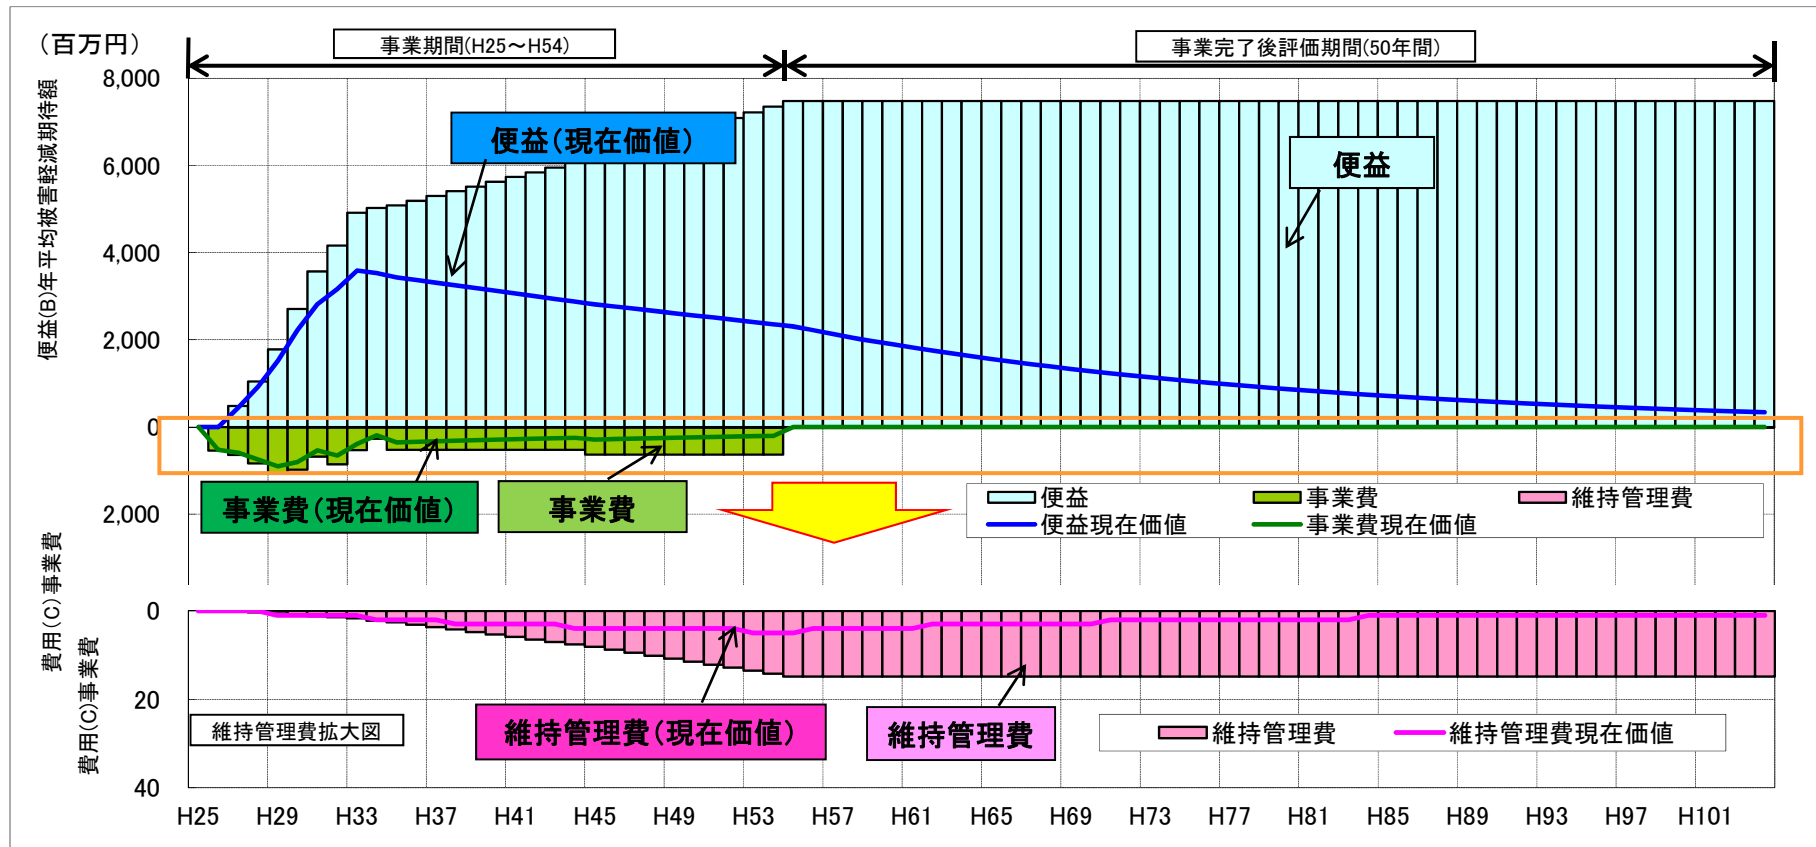 （百万円）
事業期間(H25～H54)
事業完了後評価期間(50年間)
便益(B)年平均被害軽減期待額
8,000
6,000
4,000
2,000
0
2,000
便益（現在価値）
便益
事業費（現在価値）
事業費
便益
事業費
維持管理費
便益現在価値
事業費現在価値
費用(C)事業費
費用(C)事業費
0
20
40
維持管理費拡大図
維持管理費（現在価値）
維持管理費
維持管理費
維持管理費現在価値
H25 H29 H33 H37 H41 H45 H49 H53 H57 H61 H65 H69 H73 H77 H81 H85 H89 H93 H97 H101